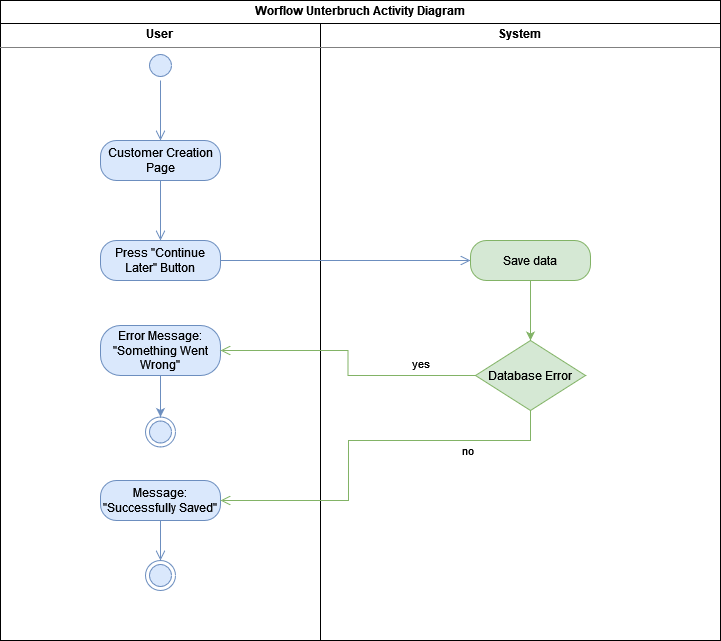 Worflow Unterbruch Activity Diagram
User
System
Customer Creation
Page
Press "Continue
Later" Button
Save data
Error Message:
"Something Went
Wrong"
yes
Database Error
no
Message:
"Successfully Saved"